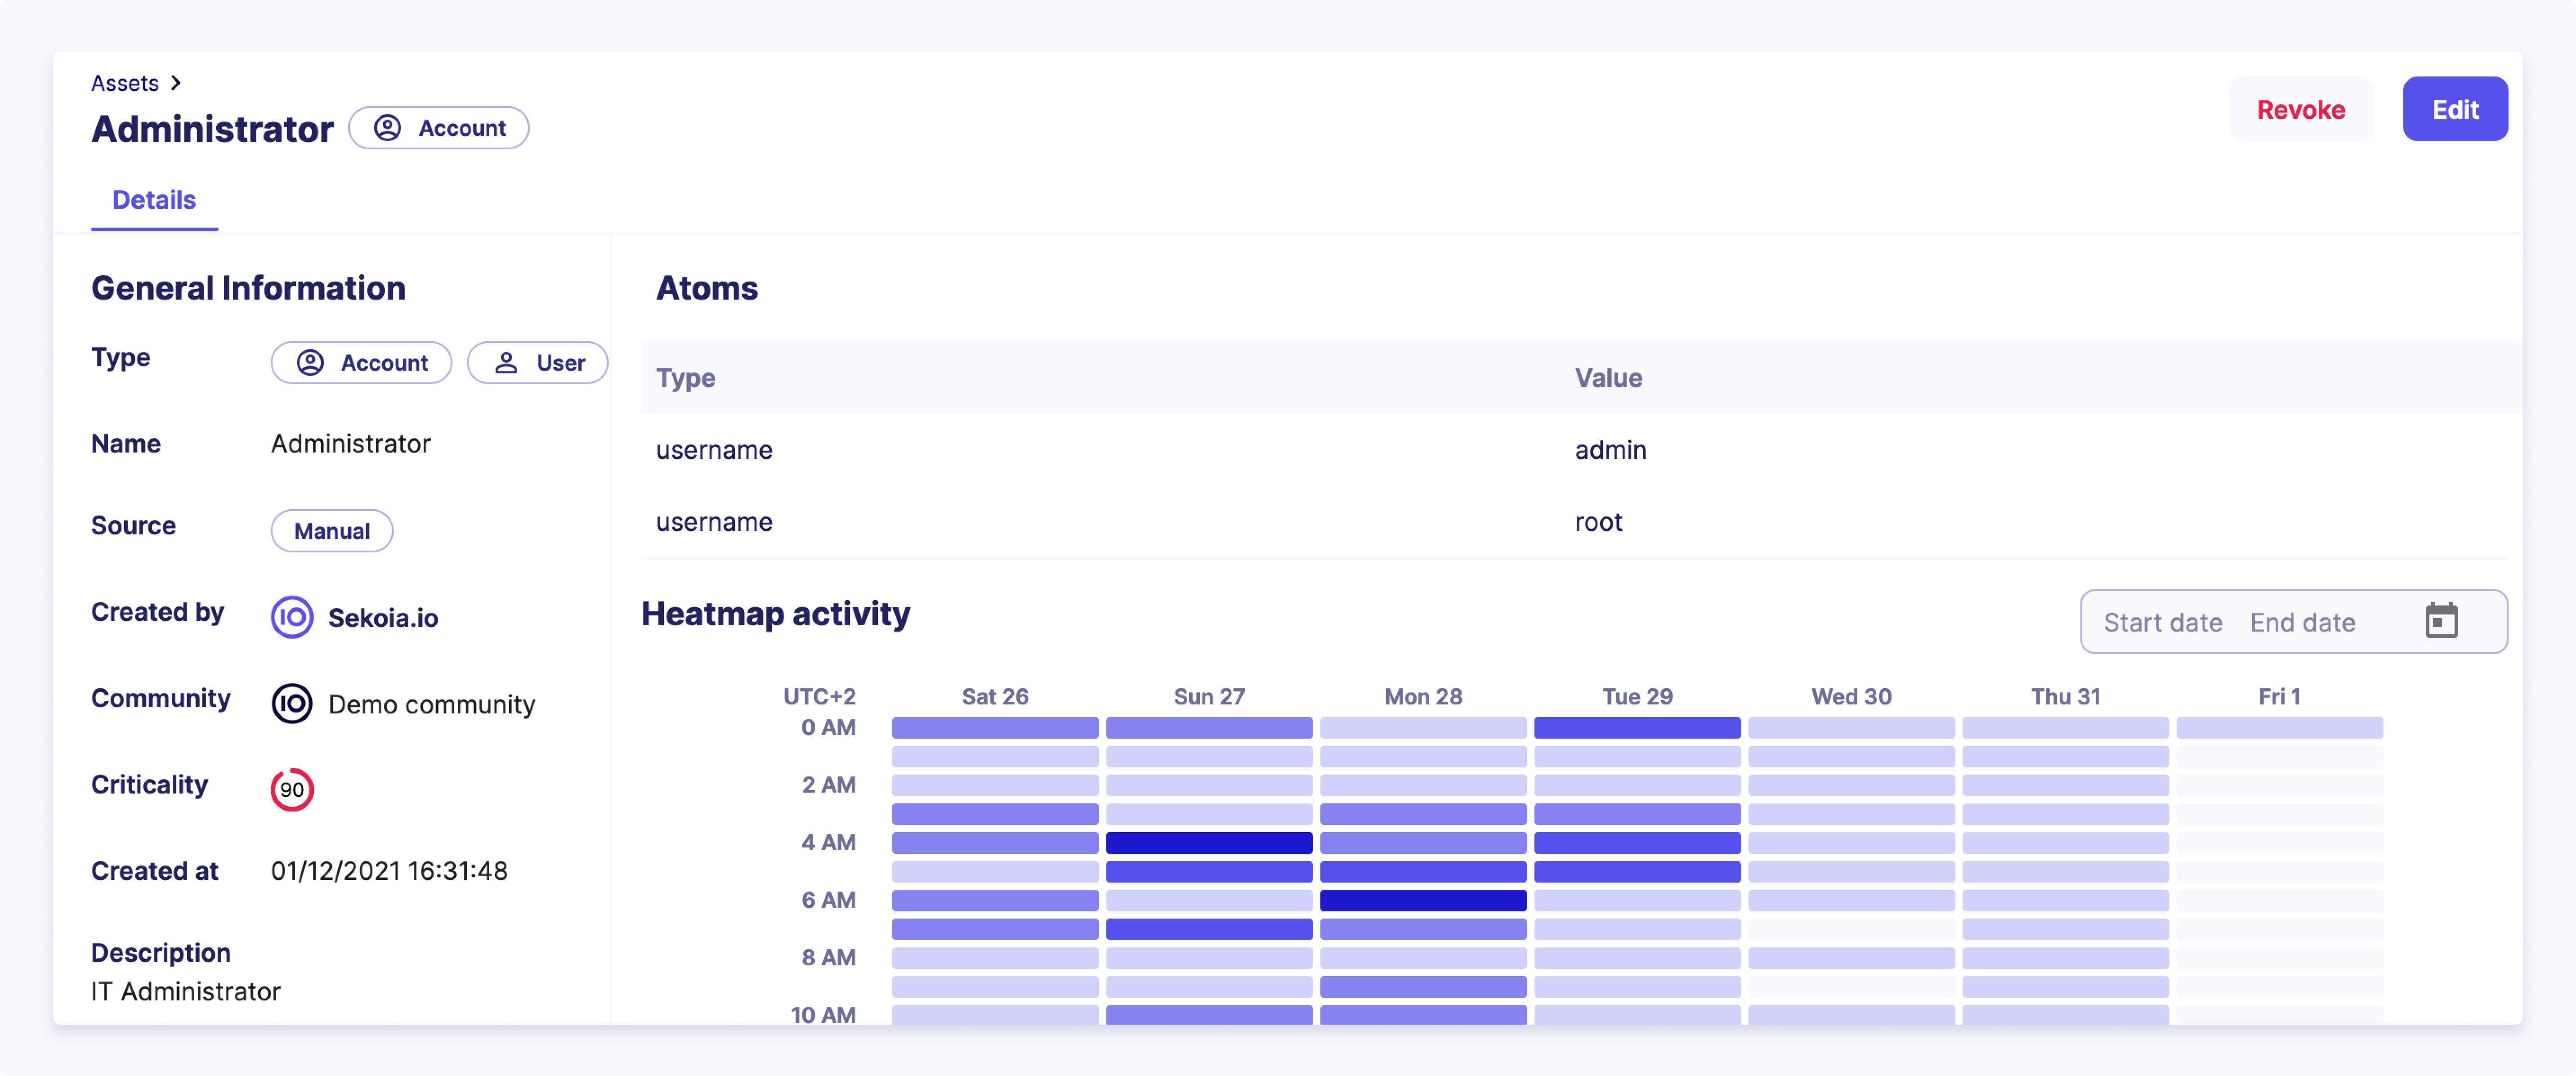 Assets
Administrator Account
Revoke Edit
Details
General Information
Type Account User
Name Administrator
Source Manual
Created by IO Sekoia.io
Community IO Demo community
Criticality 90
Created at 01/12/2021 16:31:48
Description
IT Administrator
Atoms
Type Value
username admin
username root
Heatmap activity
Start date End date
UTC+2 Sat 26 Sun 27 Mon 28 Tue 29 Wed 30 Thu 31 Fri 1
0 AM
2 AM
4 AM
6 AM
8 AM
10 AM